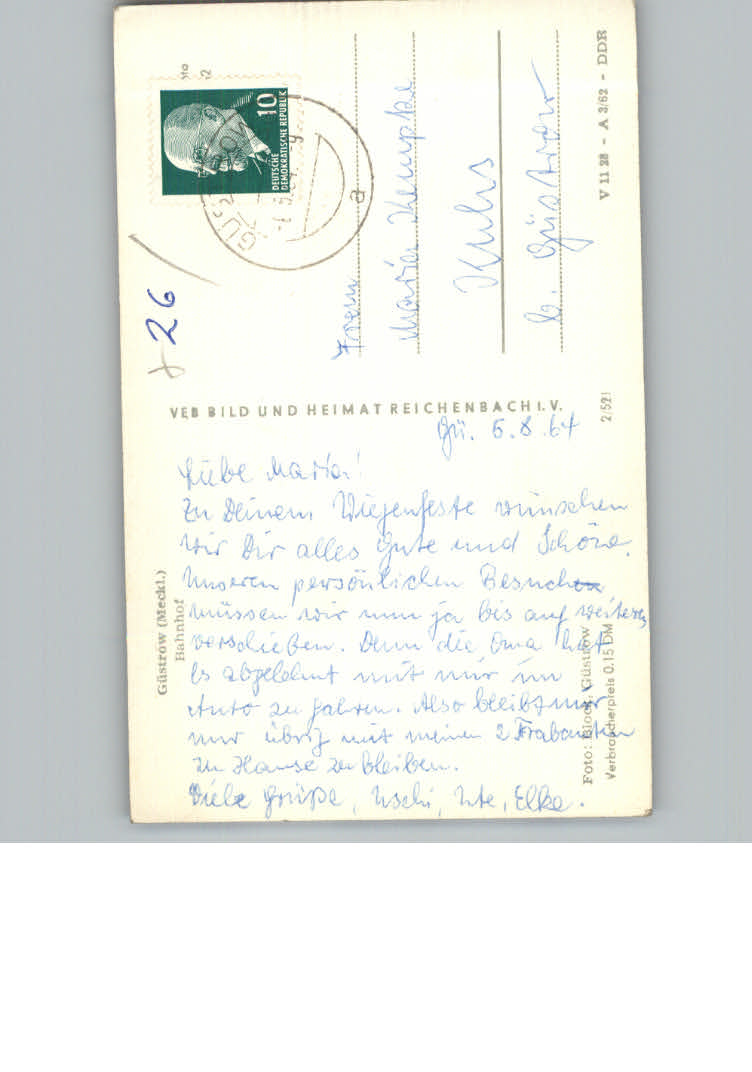 Güstrow (Meckl.)
Bahnhof
Gü. 5.8.64
Liebe Maria!
Zu Deinem Wiegenfeste wünschen
wir Dir alles Gute und Schöne.
Unseren persönlichen Besuch
müssen wir nun ja bis auf weiteres
verschieben. Denn die Oma hat
es abgelehnt mit mir im
Auto zu fahren. Also bleibt mir
nur übrig mit meinen 2 Trabanten
zu Hause zu bleiben.
Viele Grüße, Uschi, Ute, Elke.
Foto: Block, Güstrow
Verbraucherpreis 0.15 DM
VEB BILD UND HEIMAT REICHENBACH I.V.
2/521
26
10
DEUTSCHE
DEMOKRATISCHE REPUBLIK
a
Frau
Maria Kempke
Kuhs
b. Güstrow
V 11 28 - A 3/62 - DDR